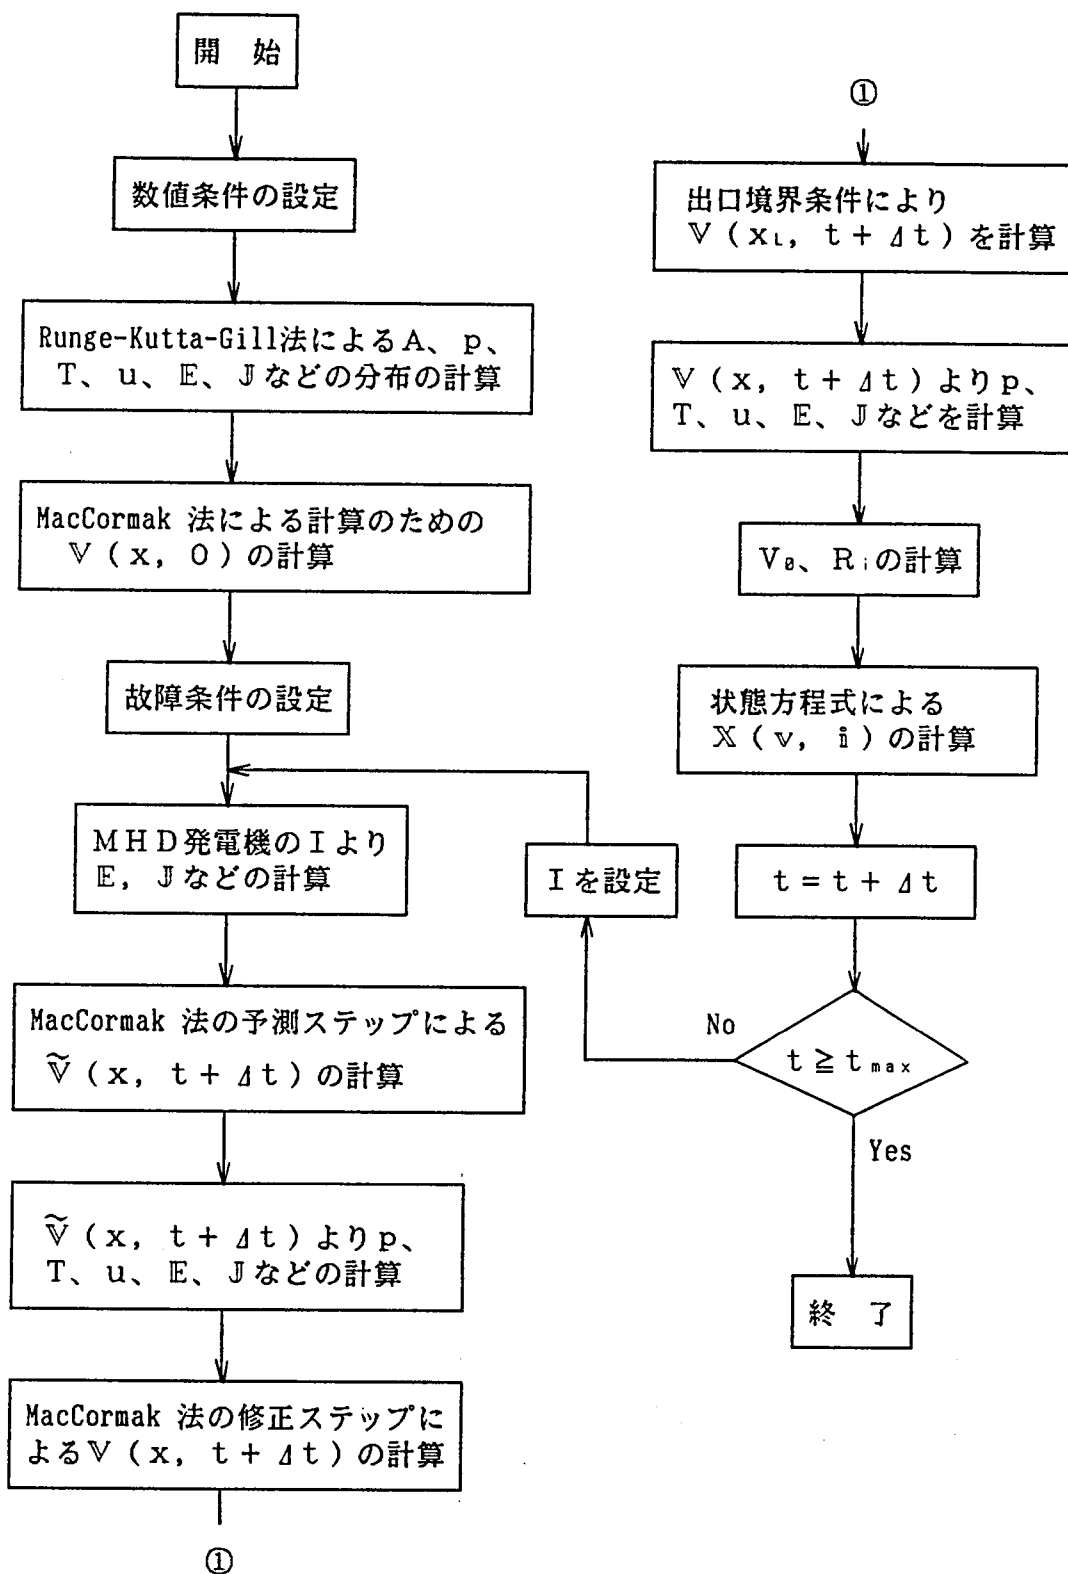 開　始
数値条件の設定
Runge-Kutta-Gill法によるA、p、
T、u、𝔼、𝕁などの分布の計算
MacCormak 法による計算のための
𝕍(x, 0)の計算
故障条件の設定
MHD発電機のIより
𝔼, 𝕁などの計算
MacCormak 法の予測ステップによる
𝕍̃(x, t+Δt)の計算
𝕍̃(x, t+Δt)よりp、
T、u、𝔼、𝕁などの計算
MacCormak 法の修正ステップに
よる𝕍(x, t+Δt)の計算
①
①
出口境界条件により
𝕍(xL, t+Δt)を計算
𝕍(x, t+Δt)よりp、
T、u、𝔼、𝕁などを計算
Riの計算
状態方程式による
𝕏(𝕧, 𝕚)の計算
t=t+Δt
Iを設定
No
t≧tmax
Yes
終　了